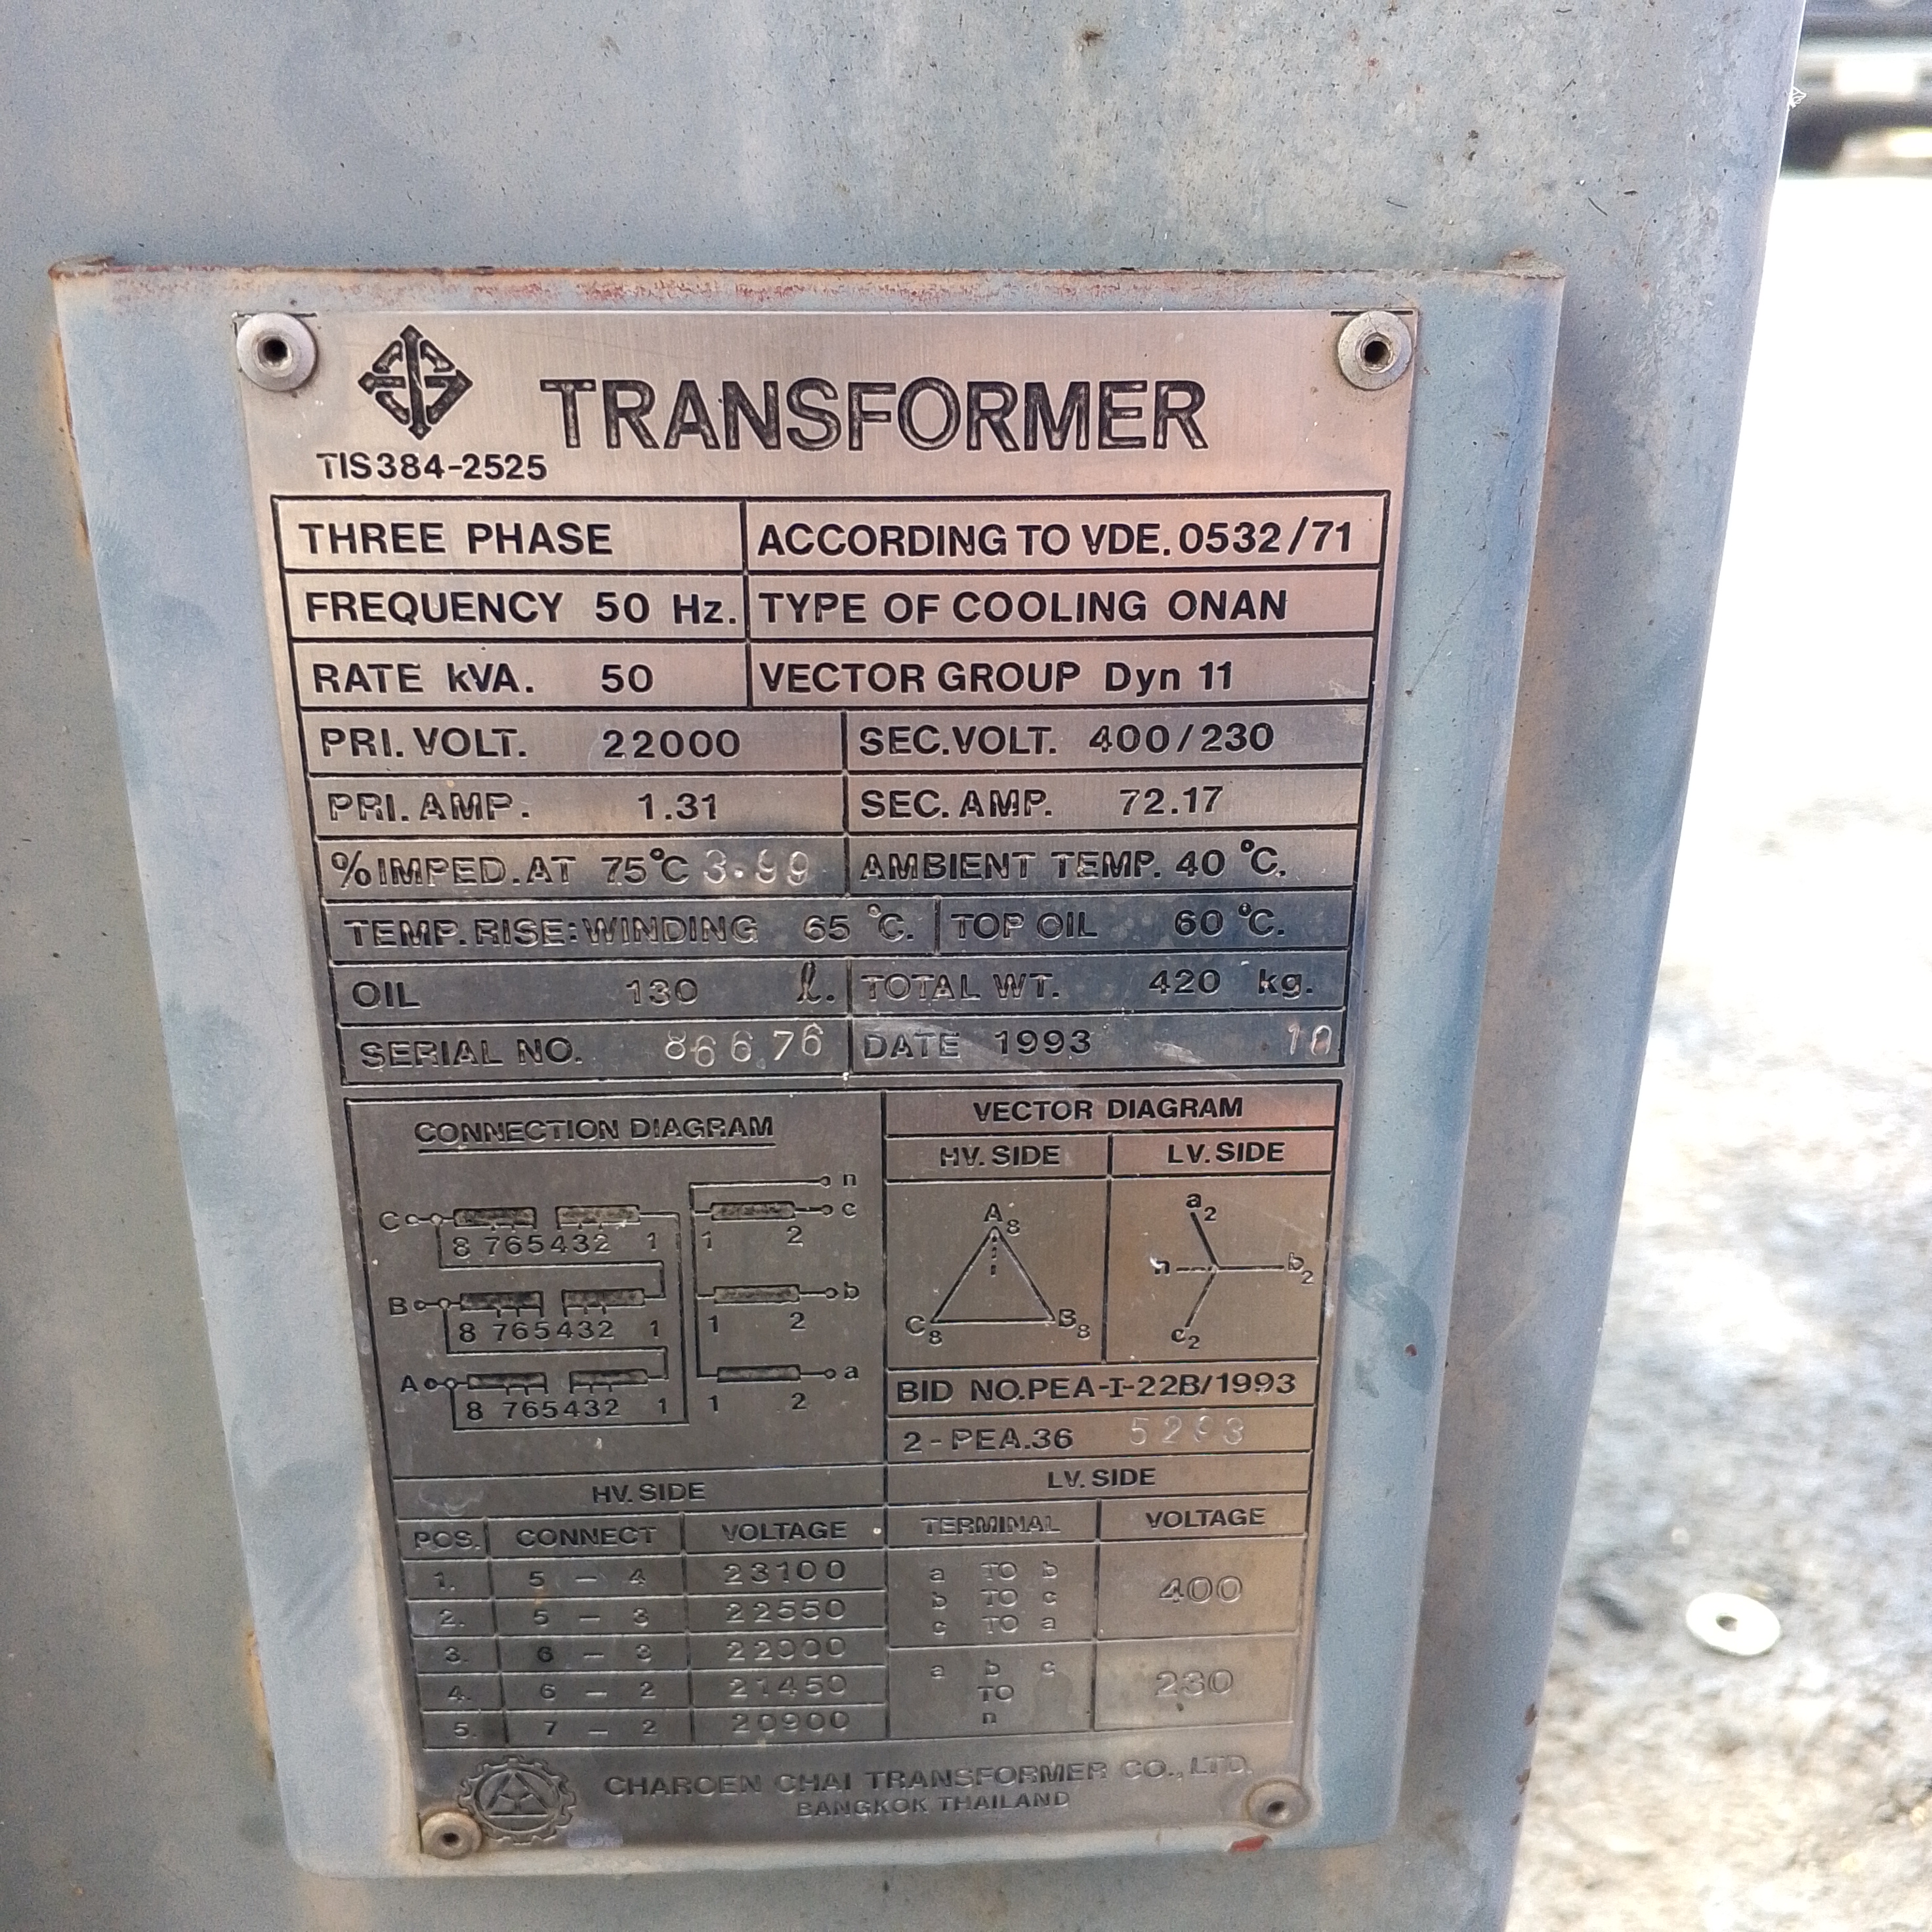 TRANSFORMER
TIS384-2525
THREE PHASE ACCORDING TO VDE. 0532/71
FREQUENCY 50 Hz. TYPE OF COOLING ONAN
RATE kVA. 50 VECTOR GROUP Dyn 11
PRI. VOLT. 22000 SEC. VOLT. 400/230
PRI. AMP. 1.31 SEC. AMP. 72.17
% IMPED. AT 75°C 3.99 AMBIENT TEMP. 40 °C.
TEMP. RISE: WINDING 65 °C. TOP OIL 60 °C.
OIL 130 l. TOTAL WT. 420 kg.
SERIAL NO. 86676 DATE 1993 10
CONNECTION DIAGRAM
n
C c
8 765432 1 1 2
B b
8 765432 1 1 2
A a
8 765432 1 1 2
VECTOR DIAGRAM
HV. SIDE LV. SIDE
A8 a2
n b2
C8 B8 c2
BID NO. PEA-I-22B/1993
2-PEA.36
HV. SIDE
POS. CONNECT VOLTAGE
1. 5 – 4 23100
2. 5 – 3 22550
3. 6 – 3 22000
4. 6 – 2 21450
5. 7 – 2 20900
LV. SIDE
TERMINAL VOLTAGE
a TO b
b TO c 400
c TO a
a b c
TO 230
n
CHAROEN CHAI TRANSFORMER CO., LTD.
BANGKOK THAILAND